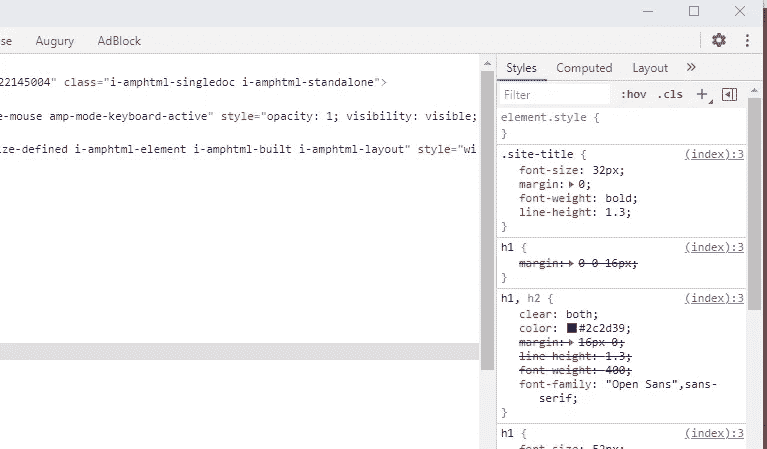 se Augury AdBlock
22145004" class="i-amphtml-singledoc i-amphtml-standalone">
e-mouse amp-mode-keyboard-active" style="opacity: 1; visibility: visible;
ize-defined i-amphtml-element i-amphtml-built i-amphtml-layout" style="wi
Styles Computed Layout »
Filter :hov .cls +
element.style {
}
.site-title { (index):3
font-size: 32px;
margin: 0;
font-weight: bold;
line-height: 1.3;
}
h1 { (index):3
margin: 0 0 16px;
}
h1, h2 { (index):3
clear: both;
color: #2c2d39;
margin: 16px 0;
line-height: 1.3;
font-weight: 400;
font-family: "Open Sans",sans-
serif;
}
h1 { (index):3
font-size: 52px;